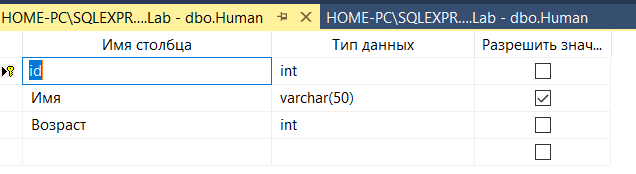 HOME-PC\SQLEXPR....Lab - dbo.Human
HOME-PC\SQLEXPR....Lab - dbo.Human
Имя столбца Тип данных Разрешить знач...
id int
Имя varchar(50)
Возраст int